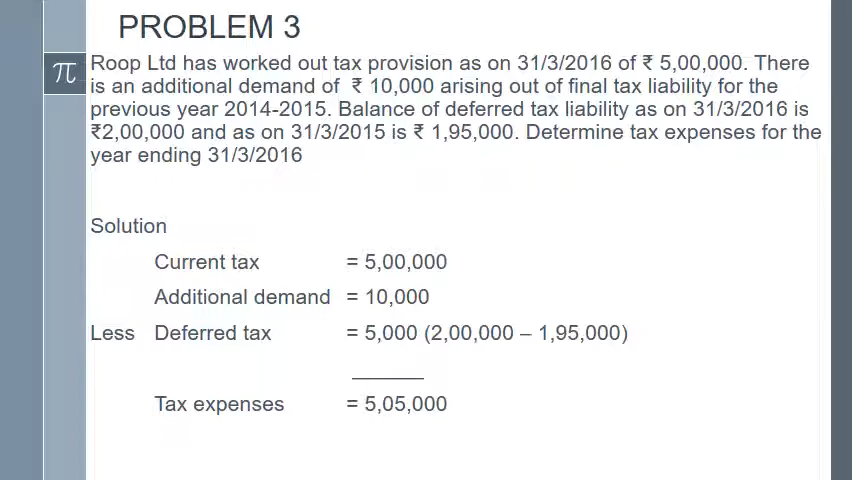 PROBLEM 3
π
Roop Ltd has worked out tax provision as on 31/3/2016 of ₹ 5,00,000. There
is an additional demand of ₹ 10,000 arising out of final tax liability for the
previous year 2014-2015. Balance of deferred tax liability as on 31/3/2016 is
₹2,00,000 and as on 31/3/2015 is ₹ 1,95,000. Determine tax expenses for the
year ending 31/3/2016
Solution
Current tax = 5,00,000
Additional demand = 10,000
Less Deferred tax = 5,000 (2,00,000 – 1,95,000)
Tax expenses = 5,05,000